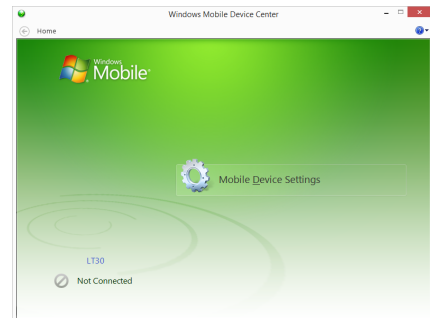 Windows Mobile Device Center
Home
Windows
Mobile
Mobile Device Settings
LT30
Not Connected